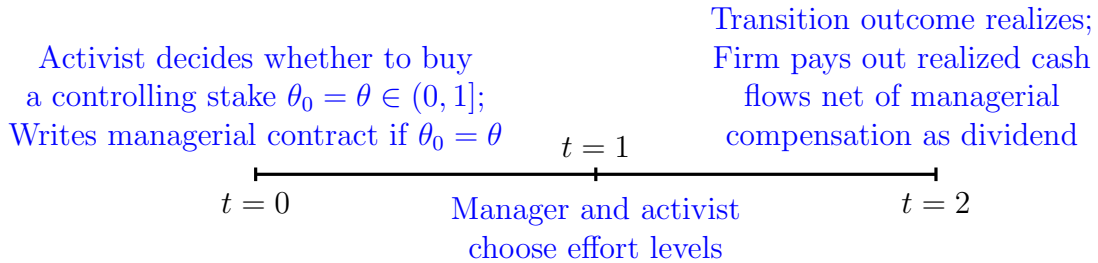 Activist decides whether to buy
a controlling stake θ₀ = θ ∈ (0, 1];
Writes managerial contract if θ₀ = θ
t = 0
t = 1
Manager and activist
choose effort levels
Transition outcome realizes;
Firm pays out realized cash
flows net of managerial
compensation as dividend
t = 2